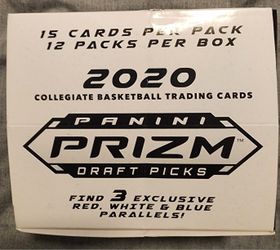 15 CARDS PER PACK
12 PACKS PER BOX
2020
COLLEGIATE BASKETBALL TRADING CARDS
PANINI
PRIZM™
DRAFT PICKS
FIND 3 EXCLUSIVE
RED, WHITE & BLUE
PARALLELS!